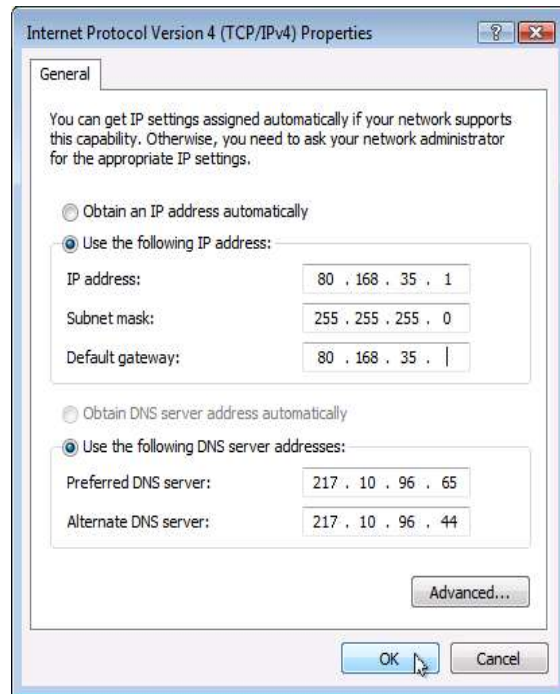 Internet Protocol Version 4 (TCP/IPv4) Properties
General
You can get IP settings assigned automatically if your network supports
this capability. Otherwise, you need to ask your network administrator
for the appropriate IP settings.
Obtain an IP address automatically
Use the following IP address:
IP address: 80 . 168 . 35 . 1
Subnet mask: 255 . 255 . 255 . 0
Default gateway: 80 . 168 . 35 .
Obtain DNS server address automatically
Use the following DNS server addresses:
Preferred DNS server: 217 . 10 . 96 . 65
Alternate DNS server: 217 . 10 . 96 . 44
Advanced...
OK Cancel